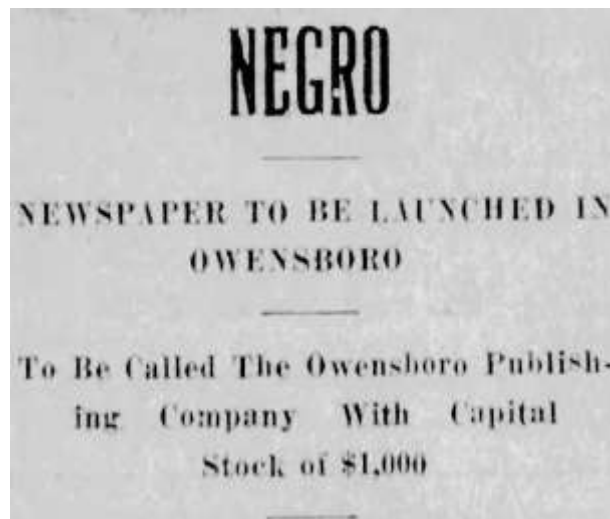 NEGRO
NEWSPAPER TO BE LAUNCHED IN
OWENSBORO
To Be Called The Owensboro Publish-
ing Company With Capital
Stock of $1,000